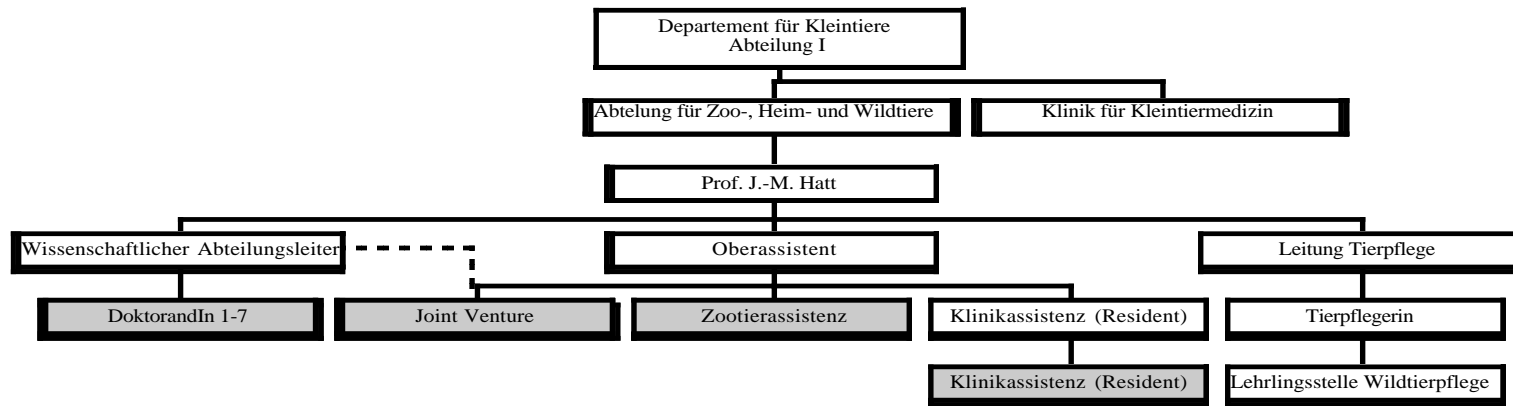 Departement für Kleintiere
Abteilung I
Abtelung für Zoo-, Heim- und Wildtiere
Klinik für Kleintiermedizin
Prof. J.-M. Hatt
Wissenschaftlicher Abteilungsleiter
Oberassistent
Leitung Tierpflege
DoktorandIn 1-7
Joint Venture
Zootierassistenz
Klinikassistenz (Resident)
Tierpflegerin
Klinikassistenz (Resident)
Lehrlingsstelle Wildtierpflege